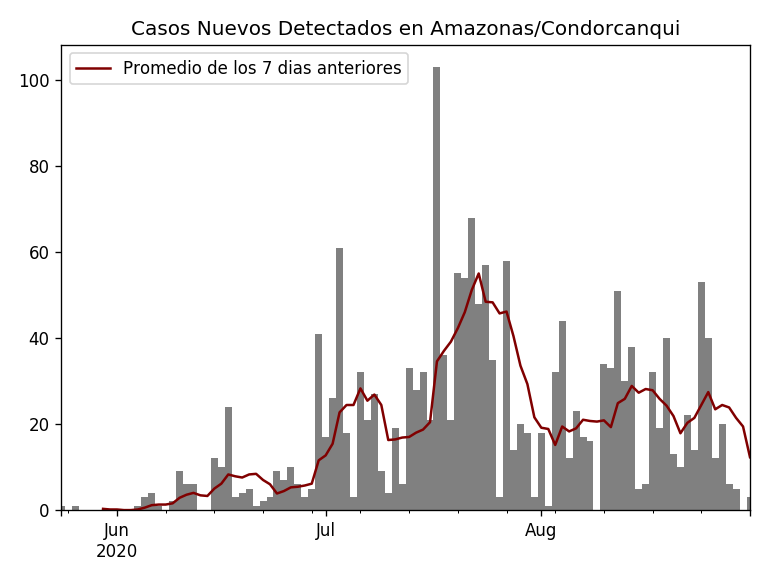 Casos Nuevos Detectados en Amazonas/Condorcanqui
Promedio de los 7 dias anteriores
100
80
60
40
20
0
Jun
2020
Jul
Aug